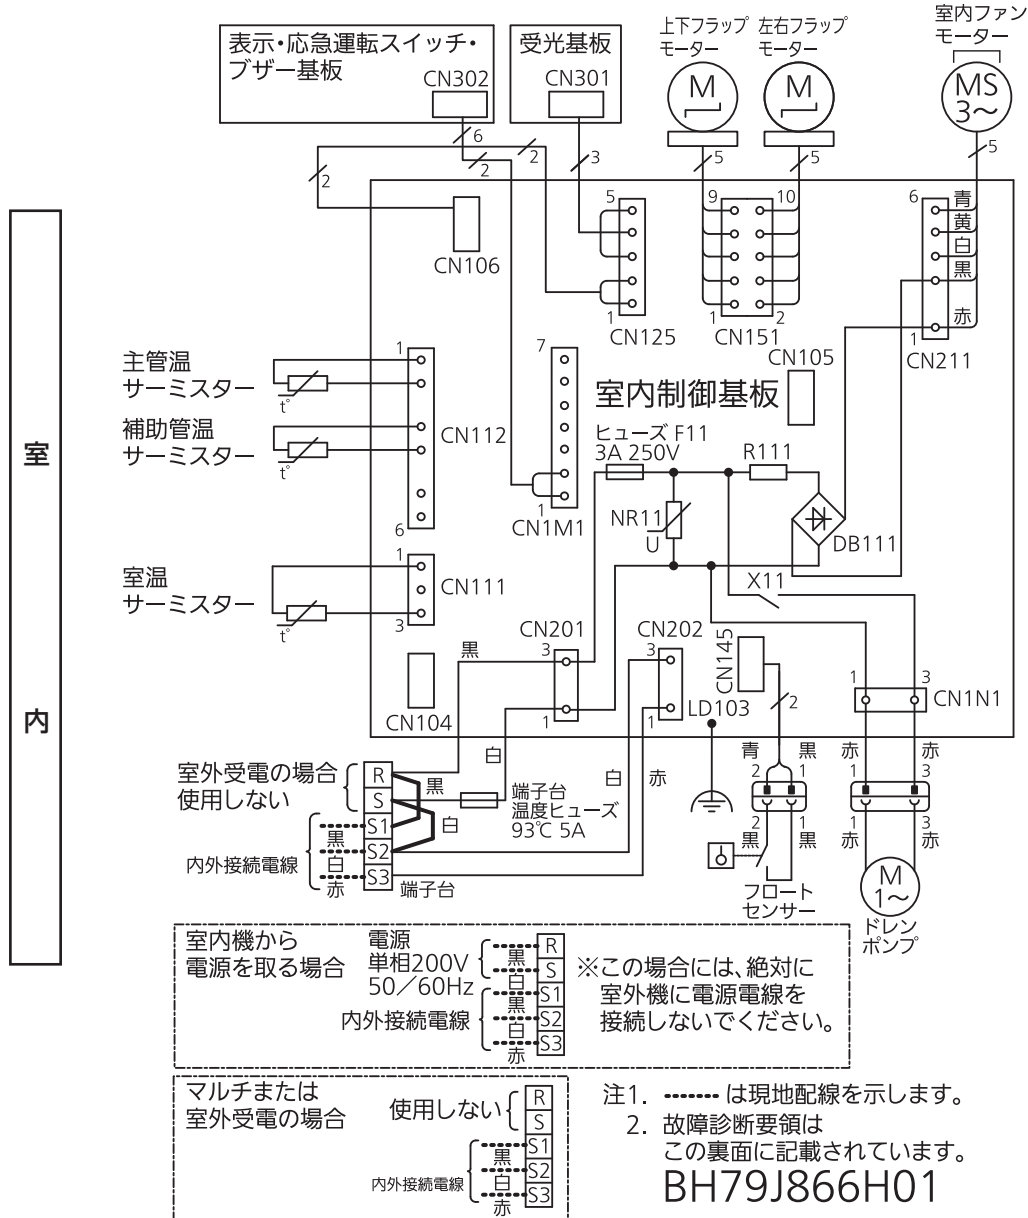 表示・応急運転スイッチ・
ブザー基板
CN302
受光基板
CN301
上下フラップ
モーター
左右フラップ
モーター
室内ファン
モーター
M
M
MS
3～
6
2
2
2
3
5
5
5
CN106
5
1
CN125
9
10
1
2
CN151
6
青
黄
白
黒
赤
1
CN211
主管温
サーミスター
t°
補助管温
サーミスター
t°
1
6
CN112
7
1
CN1M1
室内制御基板
CN105
ヒューズ F11
3A 250V
R111
NR11
U
DB111
X11
室温
サーミスター
t°
1
3
CN111
CN104
黒
CN201
3
1
CN202
3
1
LD103
CN145
2
1
3
CN1N1
室
内
室外受電の場合
使用しない
内外接続電線
黒
白
赤
R
S
S1
S2
S3
端子台
黒
白
白
端子台
温度ヒューズ
93℃ 5A
白
赤
青
黒
2
1
2
1
黒
黒
フロート
センサー
赤
赤
1
3
1
3
赤
赤
M
1～
ドレン
ポンプ
室内機から
電源を取る場合
電源
単相200V
50／60Hz
内外接続電線
黒
白
黒
白
赤
R
S
S1
S2
S3
※この場合には、絶対に
室外機に電源電線を
接続しないでください。
マルチまたは
室外受電の場合
使用しない
内外接続電線
黒
白
赤
R
S
S1
S2
S3
注1. ・・・・・・・ は現地配線を示します。
2. 故障診断要領は
この裏面に記載されています。
BH79J866H01